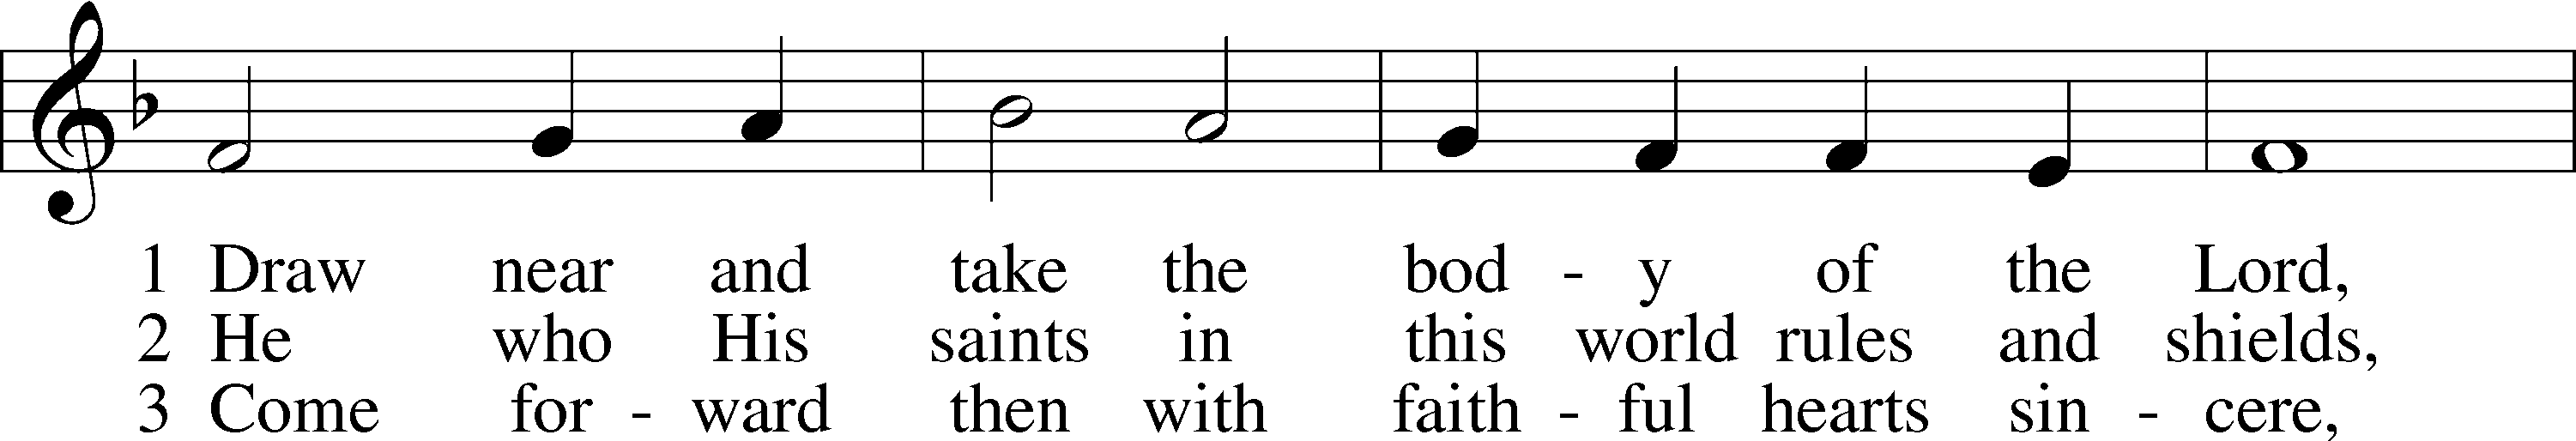 1 Draw near and take the bod - y of the Lord,
2 He who His saints in this world rules and shields,
3 Come for - ward then with faith - ful hearts sin - cere,